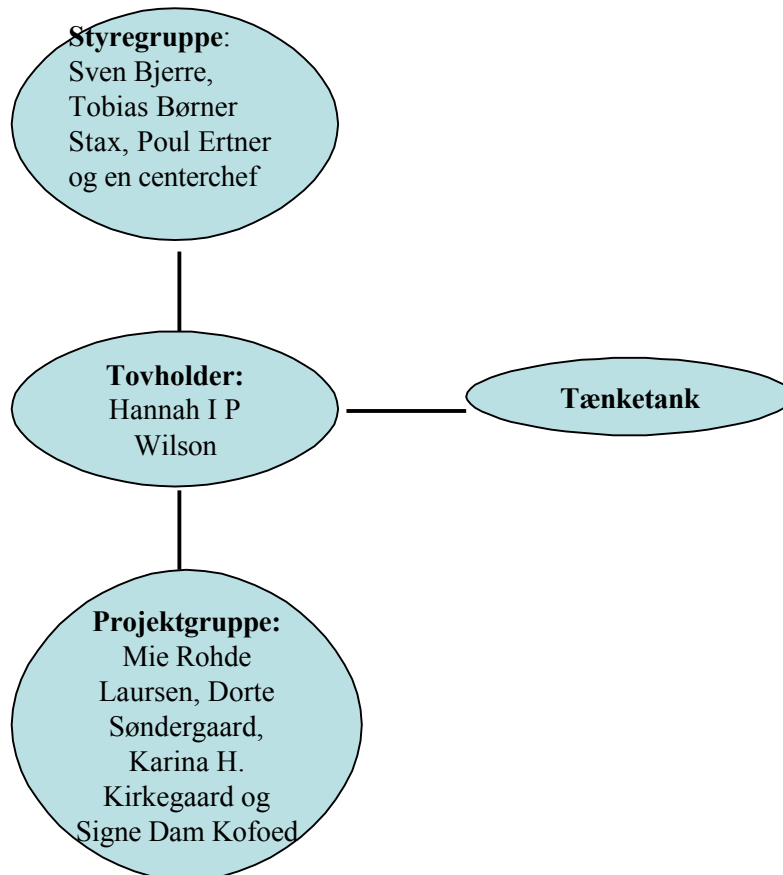 Styregruppe:
Sven Bjerre,
Tobias Børner
Stax, Poul Ertner
og en centerchef
Tovholder:
Hannah I P
Wilson
Tænketank
Projektgruppe:
Mie Rohde
Laursen, Dorte
Søndergaard,
Karina H.
Kirkegaard og
Signe Dam Kofoed